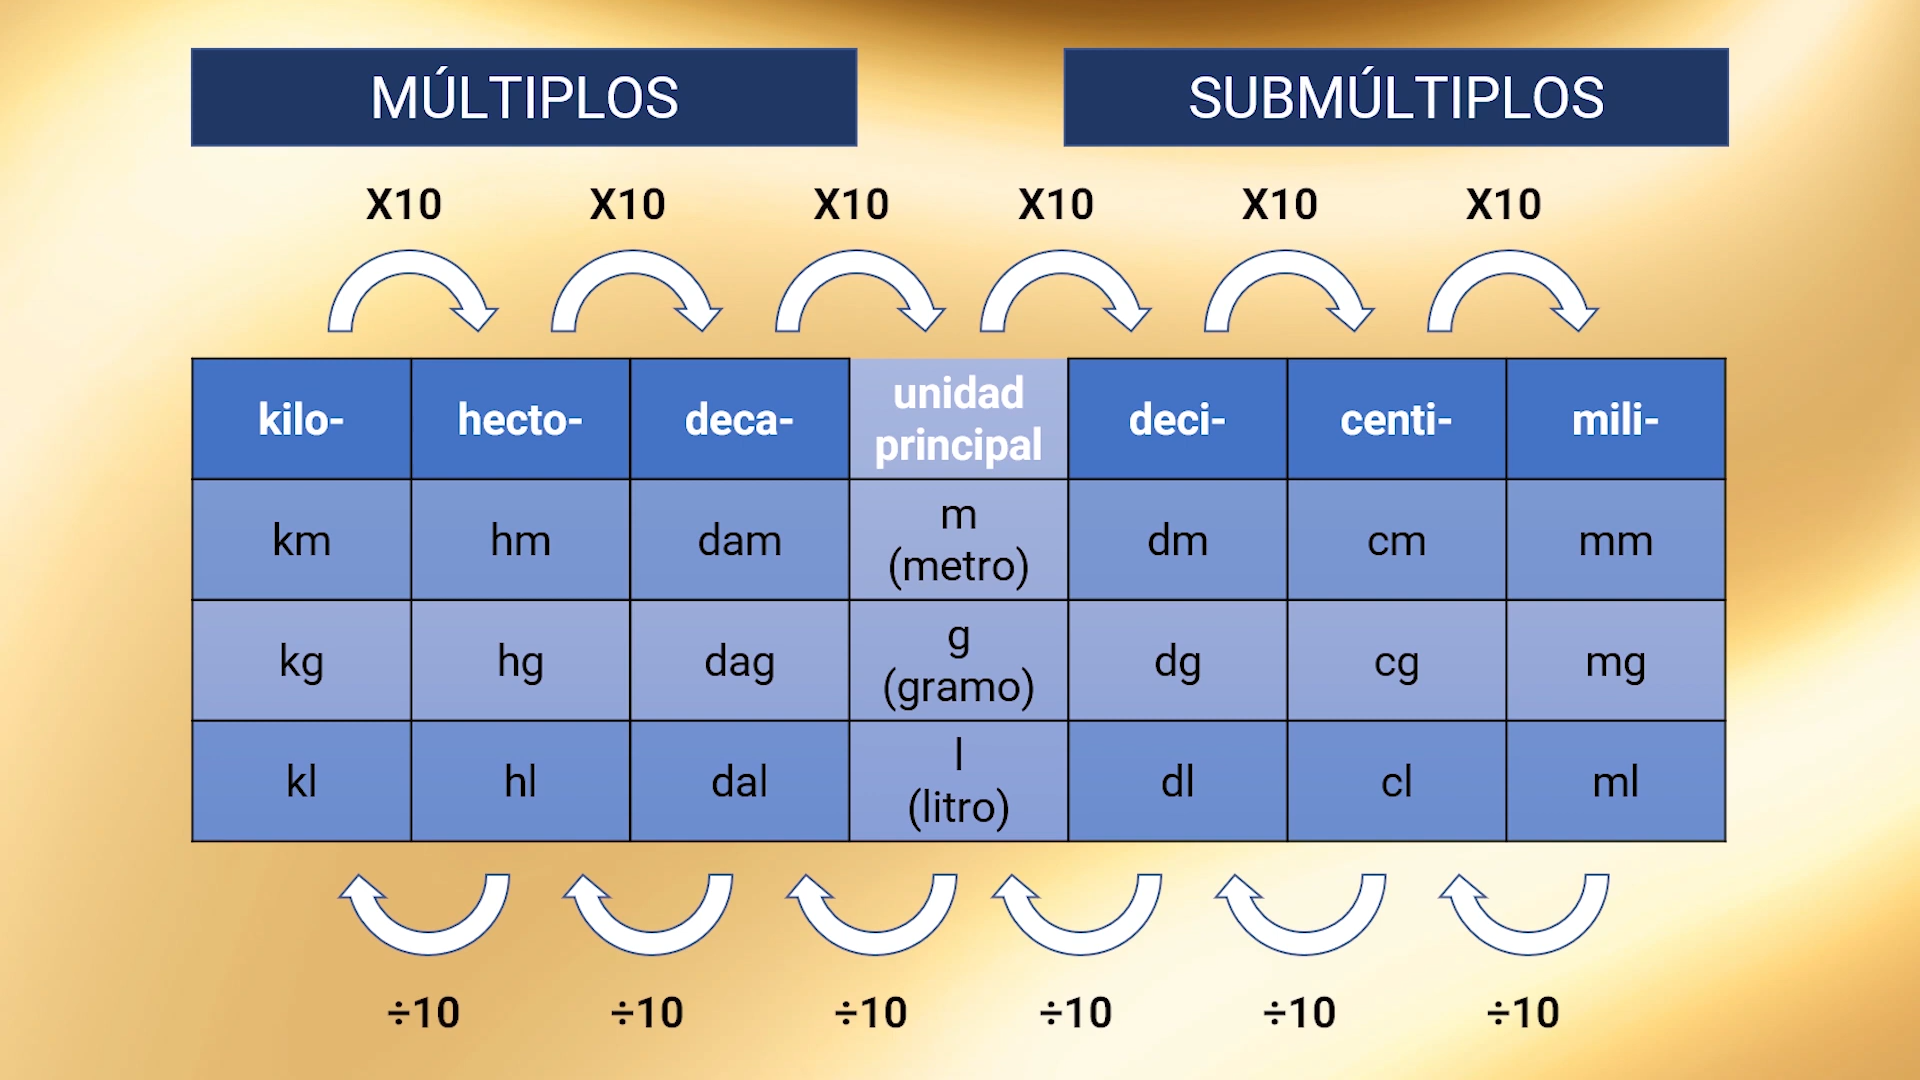 MÚLTIPLOS
SUBMÚLTIPLOS
X10 X10 X10 X10 X10 X10
kilo- hecto- deca- unidad principal deci- centi- mili-
km hm dam m (metro) dm cm mm
kg hg dag g (gramo) dg cg mg
kl hl dal l (litro) dl cl ml
÷10 ÷10 ÷10 ÷10 ÷10 ÷10